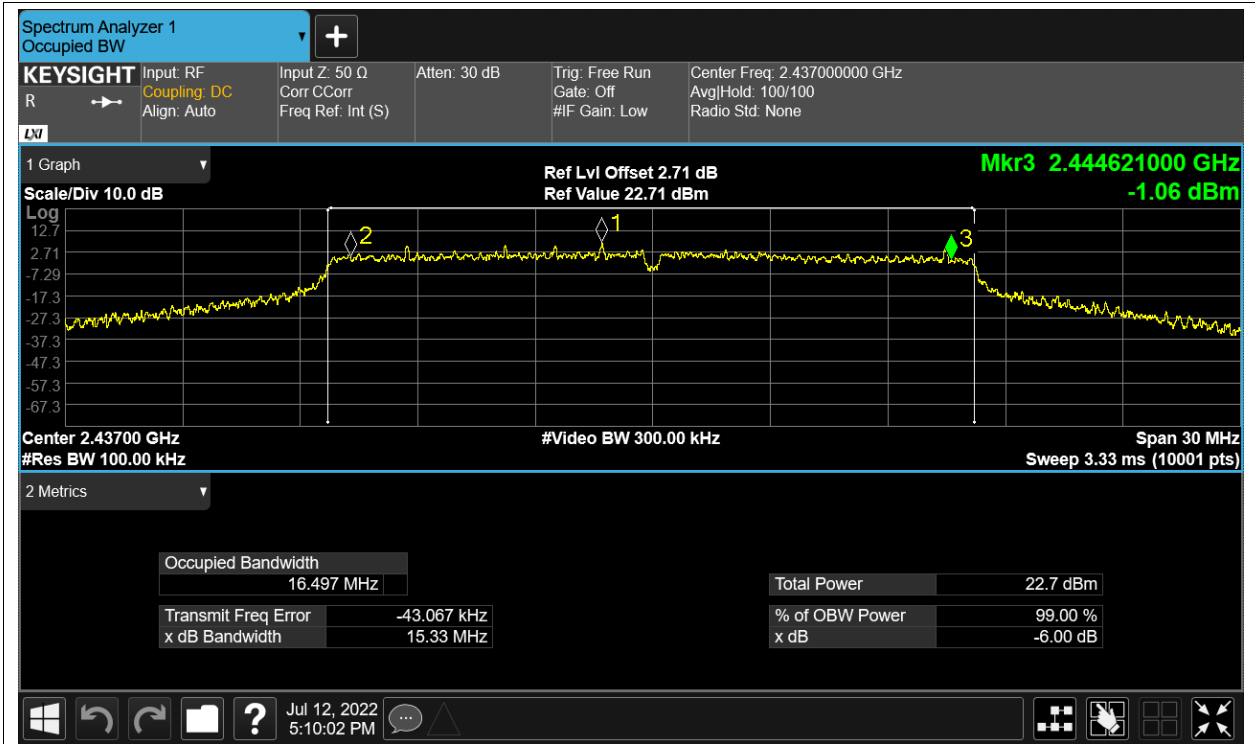 Spectrum Analyzer 1
Occupied BW
KEYSIGHT
R
LXI
Input: RF
Coupling: DC
Align: Auto
Input Z: 50 Ω
Corr CCorr
Freq Ref: Int (S)
Atten: 30 dB
Trig: Free Run
Gate: Off
#IF Gain: Low
Center Freq: 2.437000000 GHz
Avg|Hold: 100/100
Radio Std: None
1 Graph
Scale/Div 10.0 dB
Ref Lvl Offset 2.71 dB
Ref Value 22.71 dBm
Mkr3 2.444621000 GHz
-1.06 dBm
Log
12.7
2.71
-7.29
-17.3
-27.3
-37.3
-47.3
-57.3
-67.3
2
1
3
Center 2.43700 GHz
#Video BW 300.00 kHz
Span 30 MHz
#Res BW 100.00 kHz
Sweep 3.33 ms (10001 pts)
2 Metrics
Occupied Bandwidth
16.497 MHz
Transmit Freq Error -43.067 kHz
x dB Bandwidth 15.33 MHz
Total Power 22.7 dBm
% of OBW Power 99.00 %
x dB -6.00 dB
?
Jul 12, 2022
5:10:02 PM